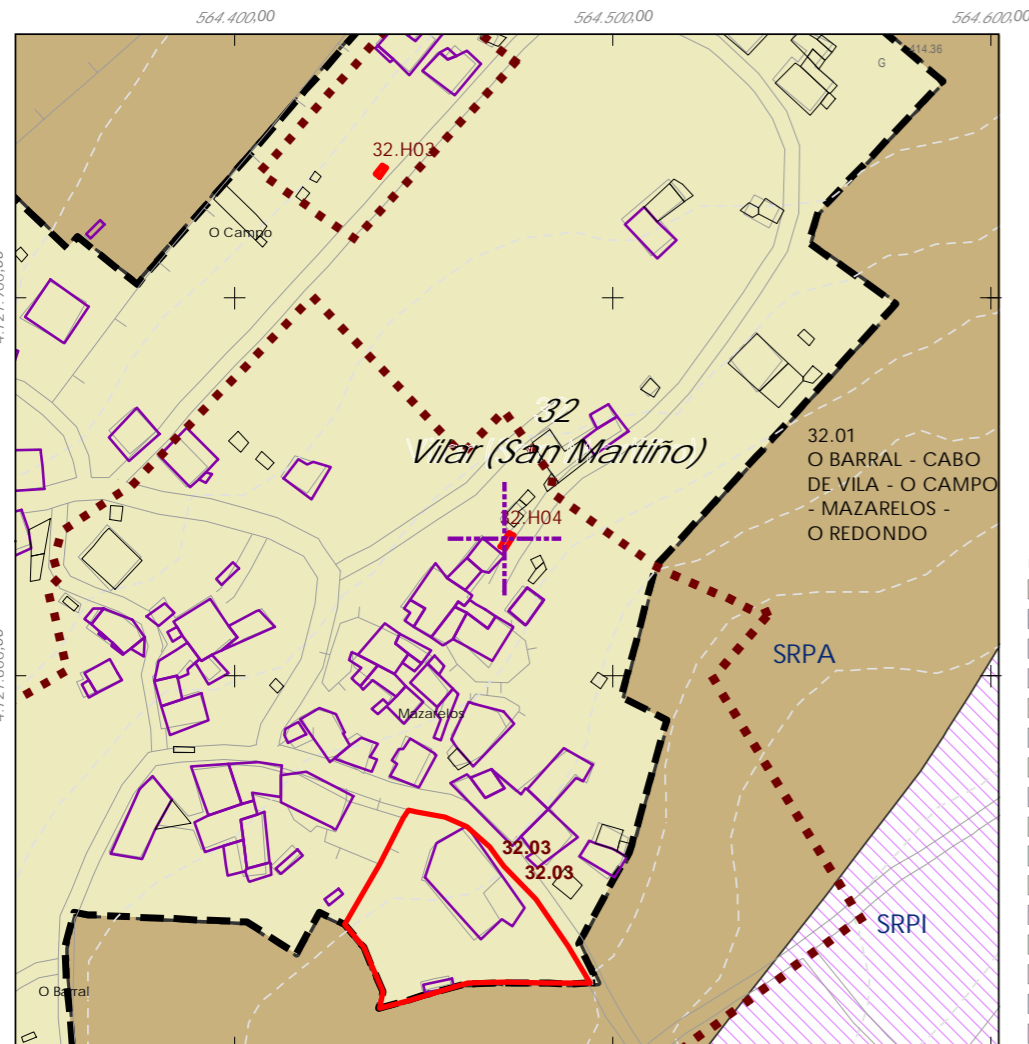 564.400,00
564.500,00
564.600,00
414.36
G
32.H03
O Campo
32
Vilar (San Martiño)
32.01
O BARRAL - CABO
DE VILA - O CAMPO
- MAZARELOS -
O REDONDO
32.H04
SRPA
Mazarelos
32.03
32.03
SRPI
O Barral